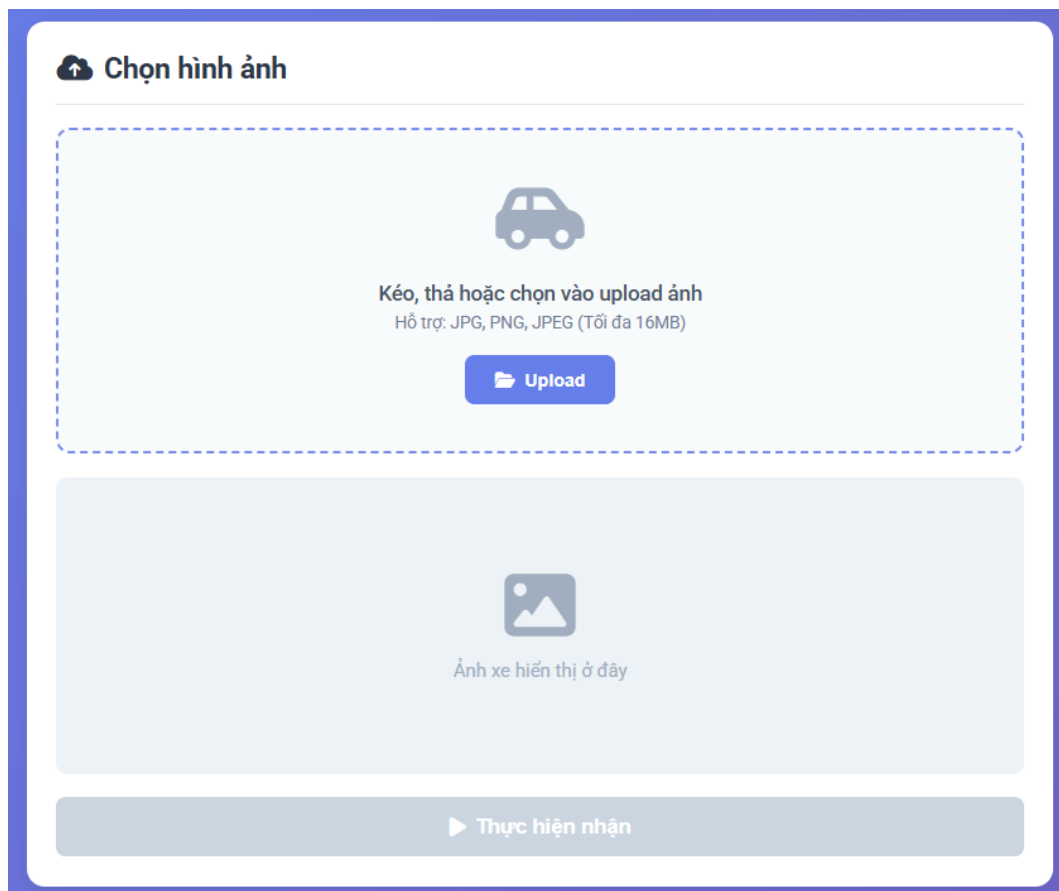 Chọn hình ảnh
Kéo, thả hoặc chọn vào upload ảnh
Hỗ trợ: JPG, PNG, JPEG (Tối đa 16MB)
Upload
Ảnh xe hiển thị ở đây
Thực hiện nhận